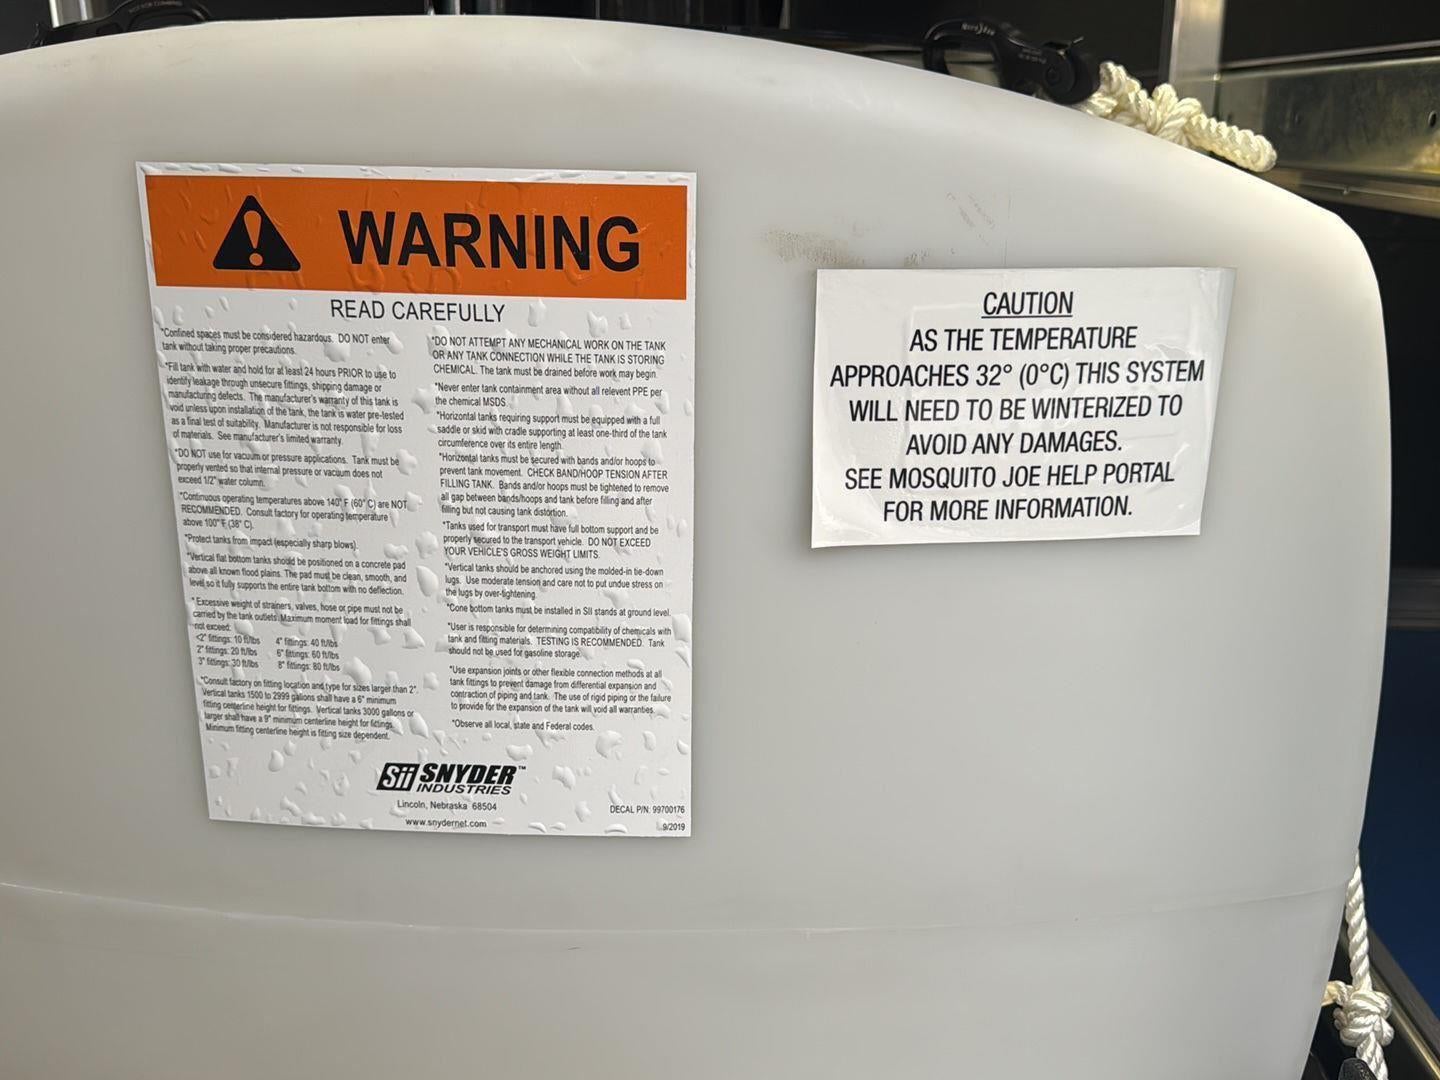 WARNING
READ CAREFULLY
*Confined spaces must be considered hazardous. DO NOT enter
tank without taking proper precautions.
*Fill tank with water and hold for at least 24 hours PRIOR to use to
identify leakage through unsecure fittings, shipping damage or
manufacturing defects. The manufacturer's warranty of this tank is
void unless upon installation of the tank, the tank is water pre-tested
as a final test of suitability. Manufacturer is not responsible for loss
of materials. See manufacturer's limited warranty.
*DO NOT use for vacuum or pressure applications. Tank must be
properly vented so that internal pressure or vacuum does not
exceed 1/2" water column.
*Continuous operating temperatures above 140° F (60° C) are NOT
RECOMMENDED. Consult factory for operating temperature
above 100° F (38° C).
*Protect tanks from impact (especially sharp blows).
*Vertical flat bottom tanks should be positioned on a concrete pad
above all known flood plains. The pad must be clean, smooth, and
level so it fully supports the entire tank bottom with no deflection.
* Excessive weight of strainers, valves, hose or pipe must not be
carried by the tank outlets. Maximum moment load for fittings shall
not exceed:
<2" fittings: 10 ft/lbs 4" fittings: 40 ft/lbs
2" fittings: 20 ft/lbs 6" fittings: 60 ft/lbs
3" fittings: 30 ft/lbs 8" fittings: 80 ft/lbs
*Consult factory on fitting location and type for sizes larger than 2".
Vertical tanks 1500 to 2999 gallons shall have a 6" minimum
fitting centerline height for fittings. Vertical tanks 3000 gallons or
larger shall have a 9" minimum centerline height for fittings.
Minimum fitting centerline height is fitting size dependent.
*DO NOT ATTEMPT ANY MECHANICAL WORK ON THE TANK
OR ANY TANK CONNECTION WHILE THE TANK IS STORING
CHEMICAL. The tank must be drained before work may begin.
*Never enter tank containment area without all relevent PPE per
the chemical MSDS.
*Horizontal tanks requiring support must be equipped with a full
saddle or skid with cradle supporting at least one-third of the tank
circumference over its entire length.
*Horizontal tanks must be secured with bands and/or hoops to
prevent tank movement. CHECK BAND/HOOP TENSION AFTER
FILLING TANK. Bands and/or hoops must be tightened to remove
all gap between bands/hoops and tank before filling and after
filling but not causing tank distortion.
*Tanks used for transport must have full bottom support and be
properly secured to the transport vehicle. DO NOT EXCEED
YOUR VEHICLE'S GROSS WEIGHT LIMITS.
*Vertical tanks should be anchored using the molded-in tie-down
lugs. Use moderate tension and care not to put undue stress on
the lugs by over-tightening.
*Cone bottom tanks must be installed in SII stands at ground level.
*User is responsible for determining compatibility of chemicals with
tank and fitting materials. TESTING IS RECOMMENDED. Tank
should not be used for gasoline storage.
*Use expansion joints or other flexible connection methods at all
tank fittings to prevent damage from differential expansion and
contraction of piping and tank. The use of rigid piping or the failure
to provide for the expansion of the tank will void all warranties.
*Observe all local, state and Federal codes.
Sii SNYDER™
INDUSTRIES
Lincoln, Nebraska 68504
www.snydernet.com
DECAL P/N: 99700176
9/2019
CAUTION
AS THE TEMPERATURE
APPROACHES 32° (0°C) THIS SYSTEM
WILL NEED TO BE WINTERIZED TO
AVOID ANY DAMAGES.
SEE MOSQUITO JOE HELP PORTAL
FOR MORE INFORMATION.